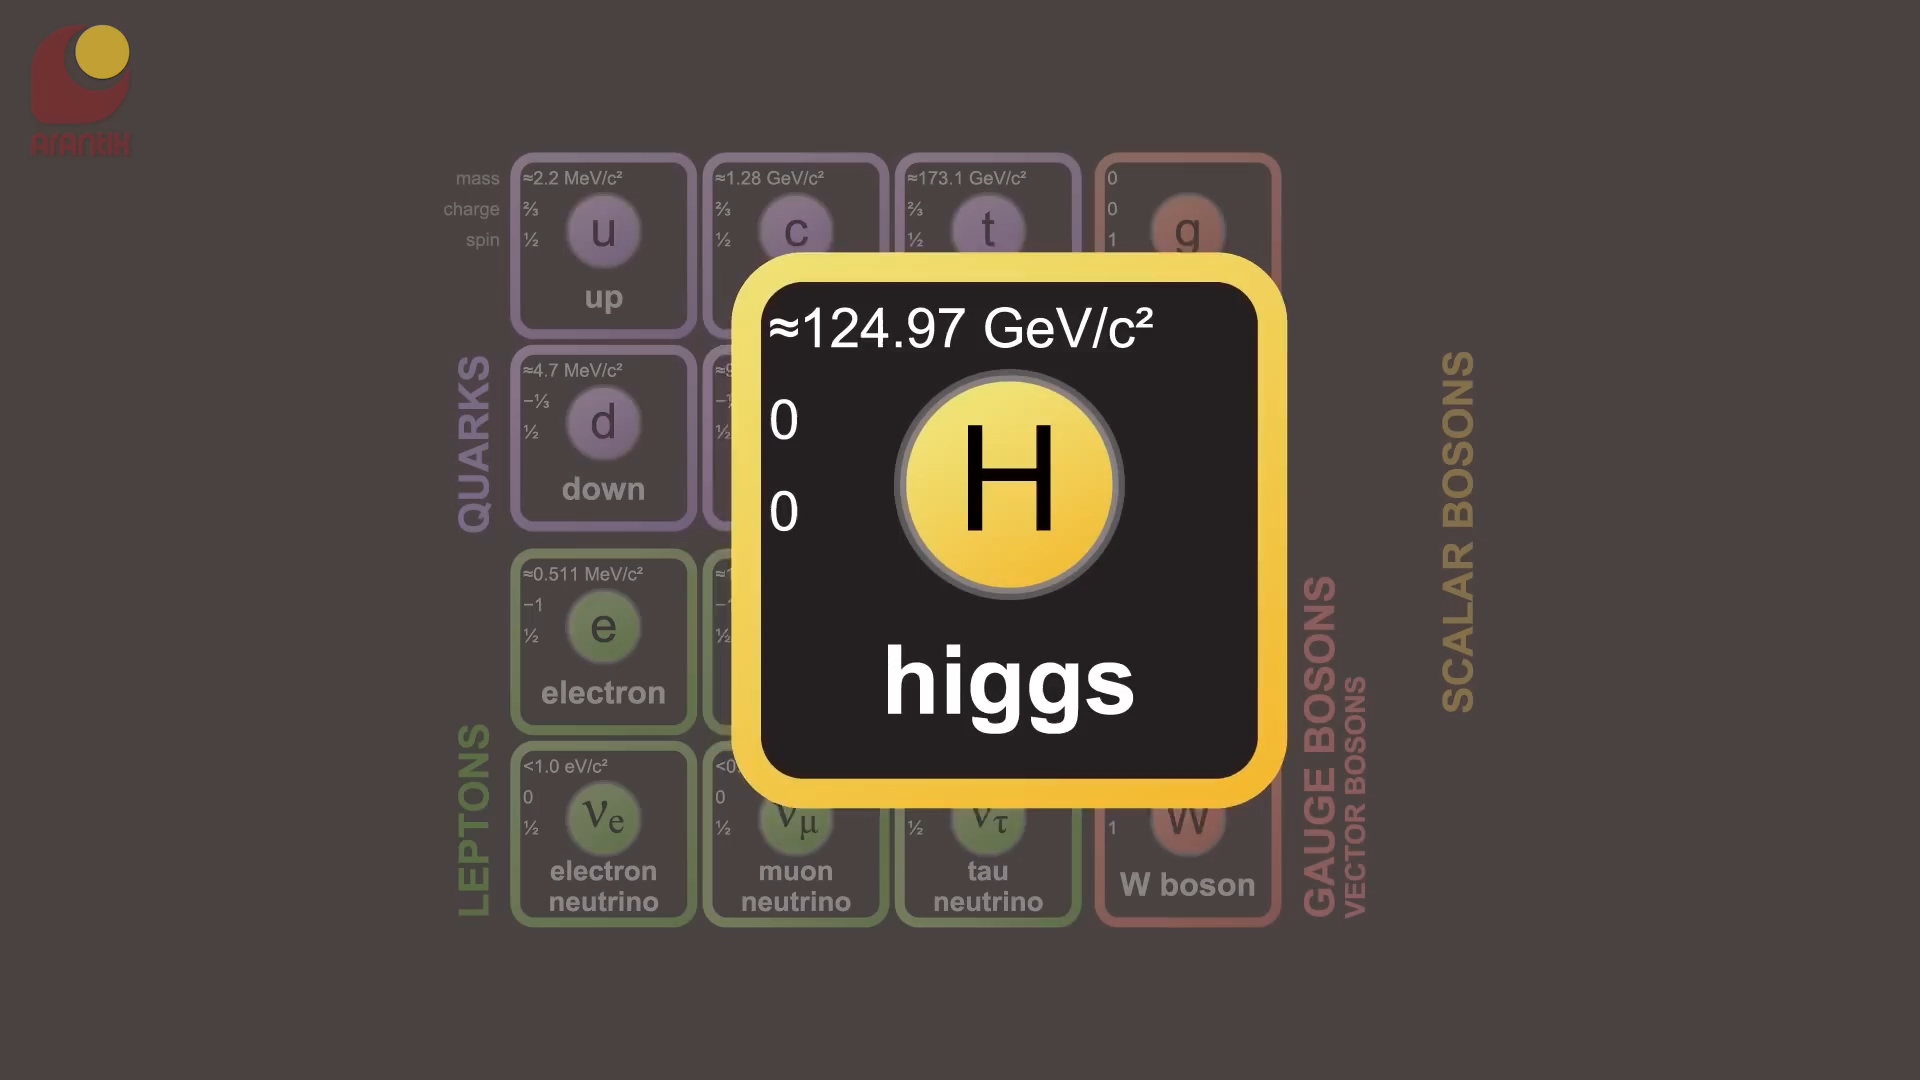 ArAntiK
mass
charge
spin
≈2.2 MeV/c²
⅔
½
u
up
≈1.28 GeV/c²
⅔
½
c
≈173.1 GeV/c²
⅔
½
t
0
0
1
g
QUARKS
≈4.7 MeV/c²
−⅓
½
d
down
≈124.97 GeV/c²
0
0
H
higgs
LEPTONS
≈0.511 MeV/c²
−1
½
e
electron
<1.0 eV/c²
0
½
νe
electron
neutrino
0
½
νμ
muon
neutrino
½
ντ
tau
neutrino
1
W
W boson
GAUGE BOSONS
VECTOR BOSONS
SCALAR BOSONS